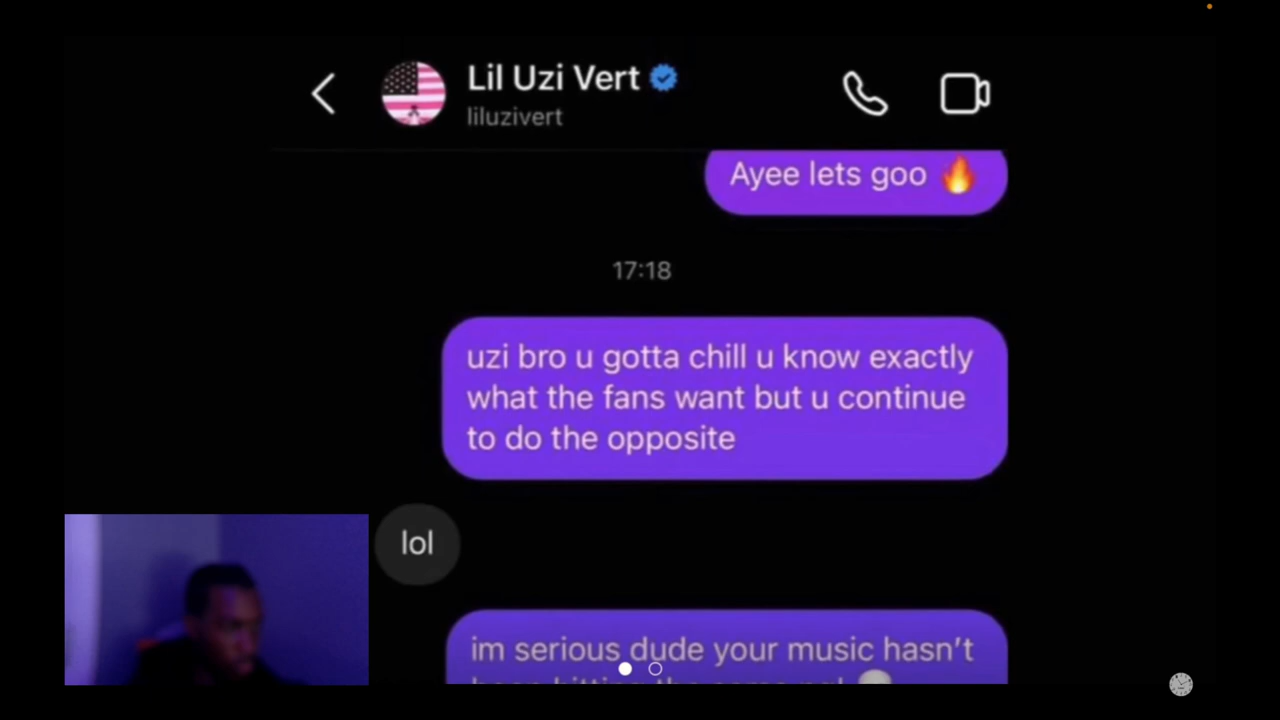 Lil Uzi Vert
liluzivert
Ayee lets goo 🔥
17:18
uzi bro u gotta chill u know exactly
what the fans want but u continue
to do the opposite
lol
im serious dude your music hasn't